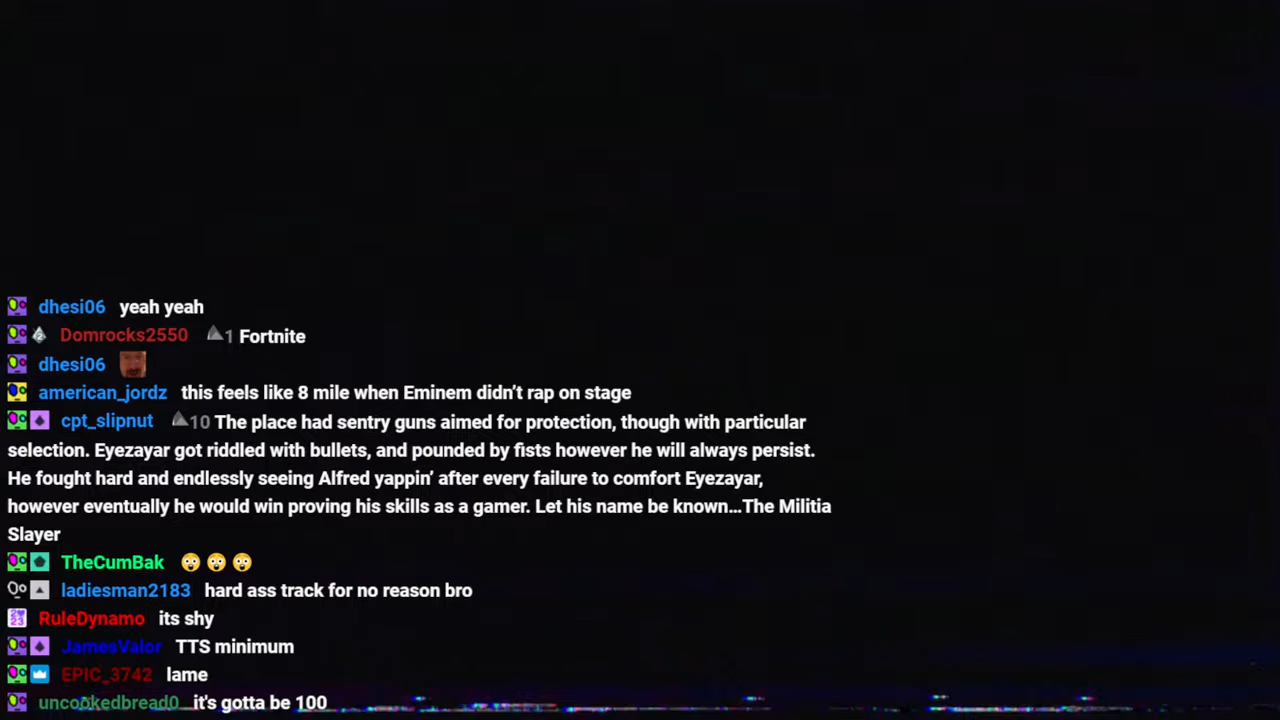 dhesi06 yeah yeah
Domrocks2550 1 Fortnite
dhesi06
american_jordz this feels like 8 mile when Eminem didn’t rap on stage
cpt_slipnut 10 The place had sentry guns aimed for protection, though with particular
selection. Eyezayar got riddled with bullets, and pounded by fists however he will always persist.
He fought hard and endlessly seeing Alfred yappin’ after every failure to comfort Eyezayar,
however eventually he would win proving his skills as a gamer. Let his name be known...The Militia
Slayer
TheCumBak 😳😳😳
ladiesman2183 hard ass track for no reason bro
RuleDynamo its shy
JamesValor TTS minimum
EPIC_3742 lame
uncookedbread0 it's gotta be 100